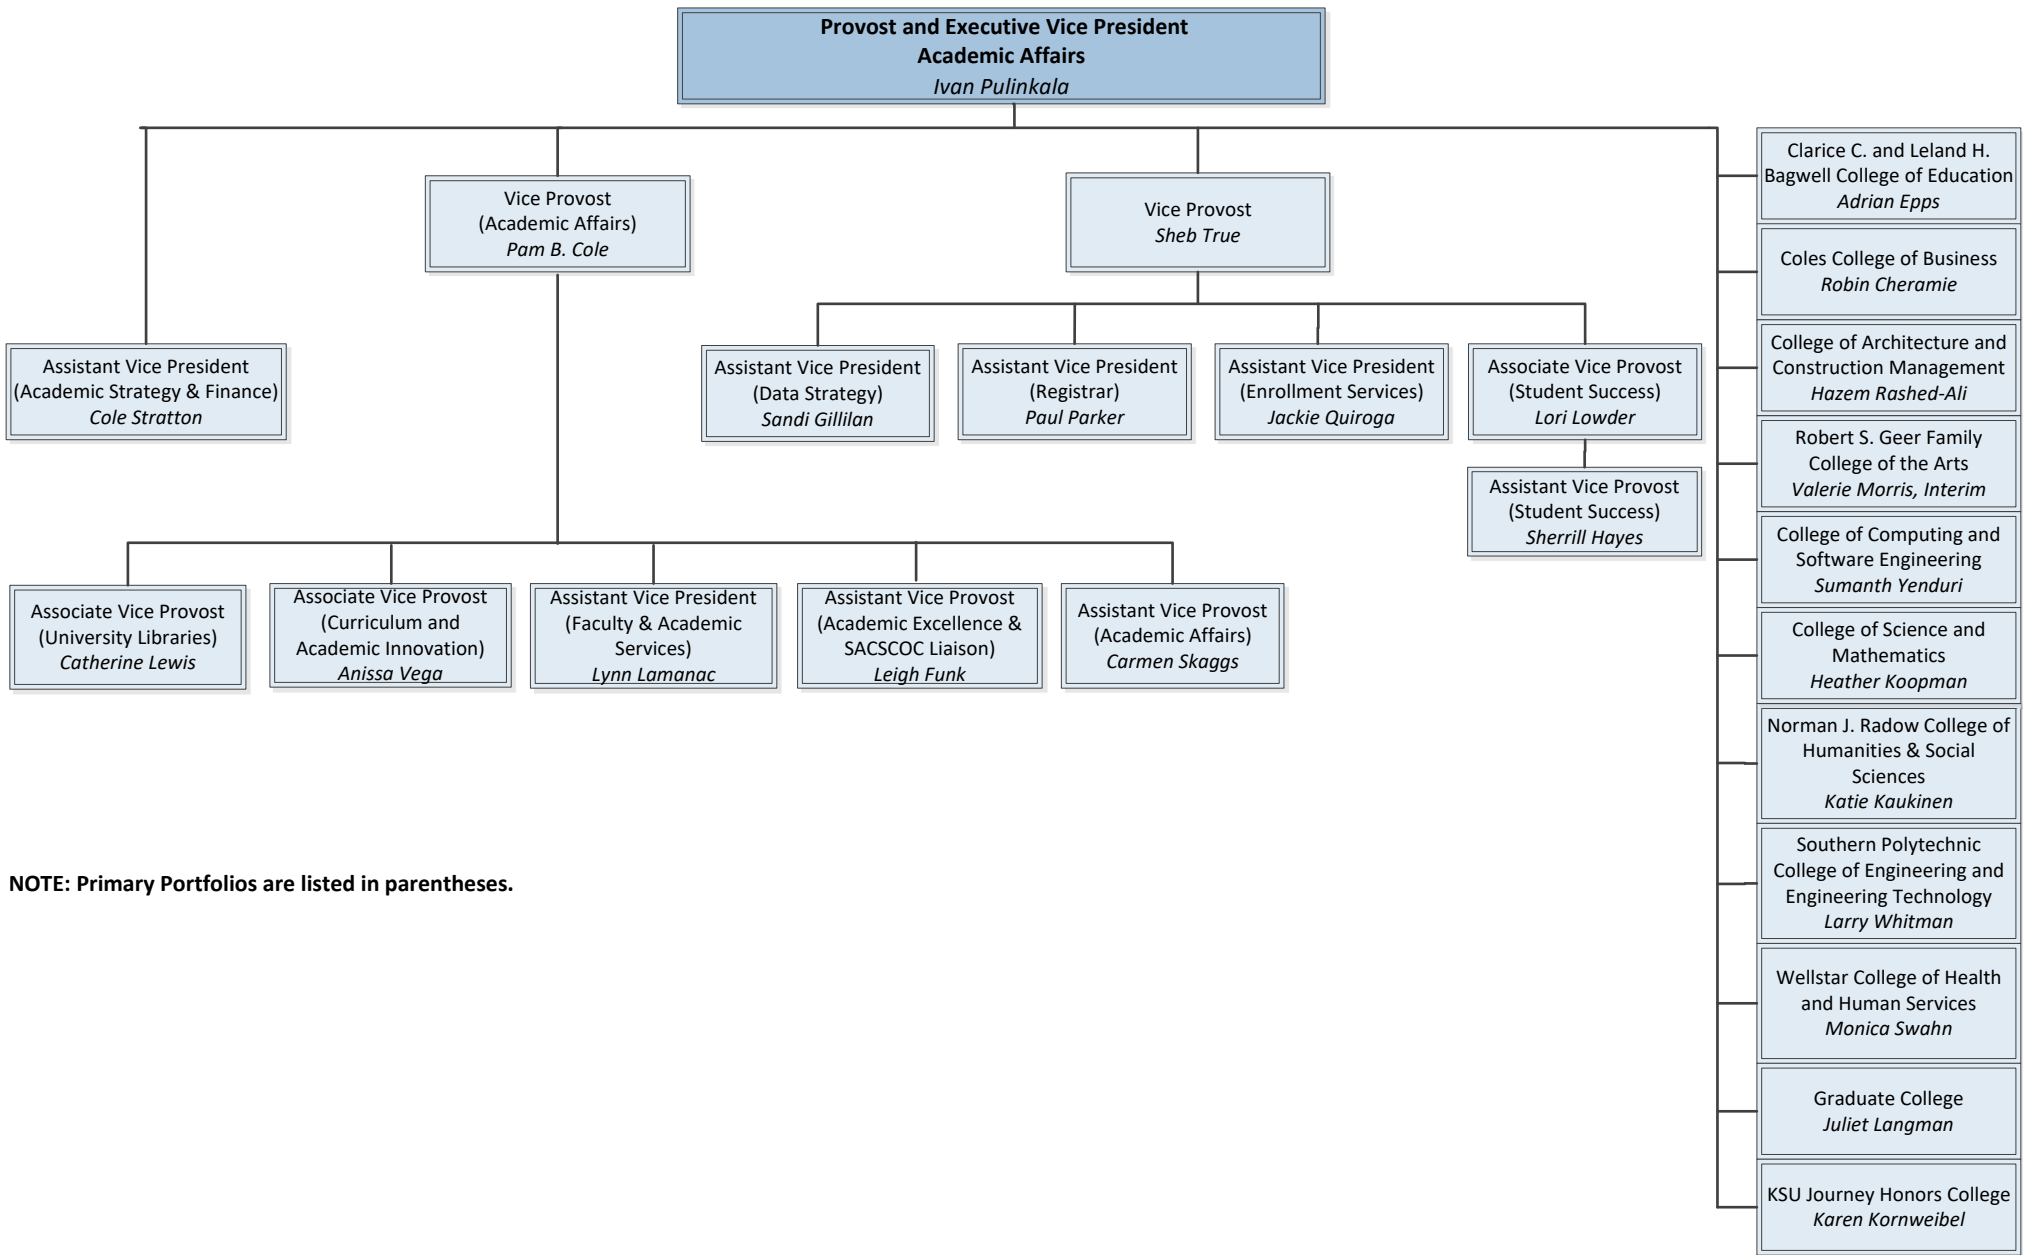 Provost and Executive Vice President
Academic Affairs
Ivan Pulinkala
Vice Provost
(Academic Affairs)
Pam B. Cole
Vice Provost
Sheb True
Assistant Vice President
(Academic Strategy & Finance)
Cole Stratton
Assistant Vice President
(Data Strategy)
Sandi Gillilan
Assistant Vice President
(Registrar)
Paul Parker
Assistant Vice President
(Enrollment Services)
Jackie Quiroga
Associate Vice Provost
(Student Success)
Lori Lowder
Assistant Vice Provost
(Student Success)
Sherrill Hayes
Associate Vice Provost
(University Libraries)
Catherine Lewis
Associate Vice Provost
(Curriculum and
Academic Innovation)
Anissa Vega
Assistant Vice President
(Faculty & Academic
Services)
Lynn Lamanac
Assistant Vice Provost
(Academic Excellence &
SACSCOC Liaison)
Leigh Funk
Assistant Vice Provost
(Academic Affairs)
Carmen Skaggs
Clarice C. and Leland H.
Bagwell College of Education
Adrian Epps
Coles College of Business
Robin Cheramie
College of Architecture and
Construction Management
Hazem Rashed-Ali
Robert S. Geer Family
College of the Arts
Valerie Morris, Interim
College of Computing and
Software Engineering
Sumanth Yenduri
College of Science and
Mathematics
Heather Koopman
Norman J. Radow College of
Humanities & Social
Sciences
Katie Kaukinen
Southern Polytechnic
College of Engineering and
Engineering Technology
Larry Whitman
Wellstar College of Health
and Human Services
Monica Swahn
Graduate College
Juliet Langman
KSU Journey Honors College
Karen Kornweibel
NOTE: Primary Portfolios are listed in parentheses.